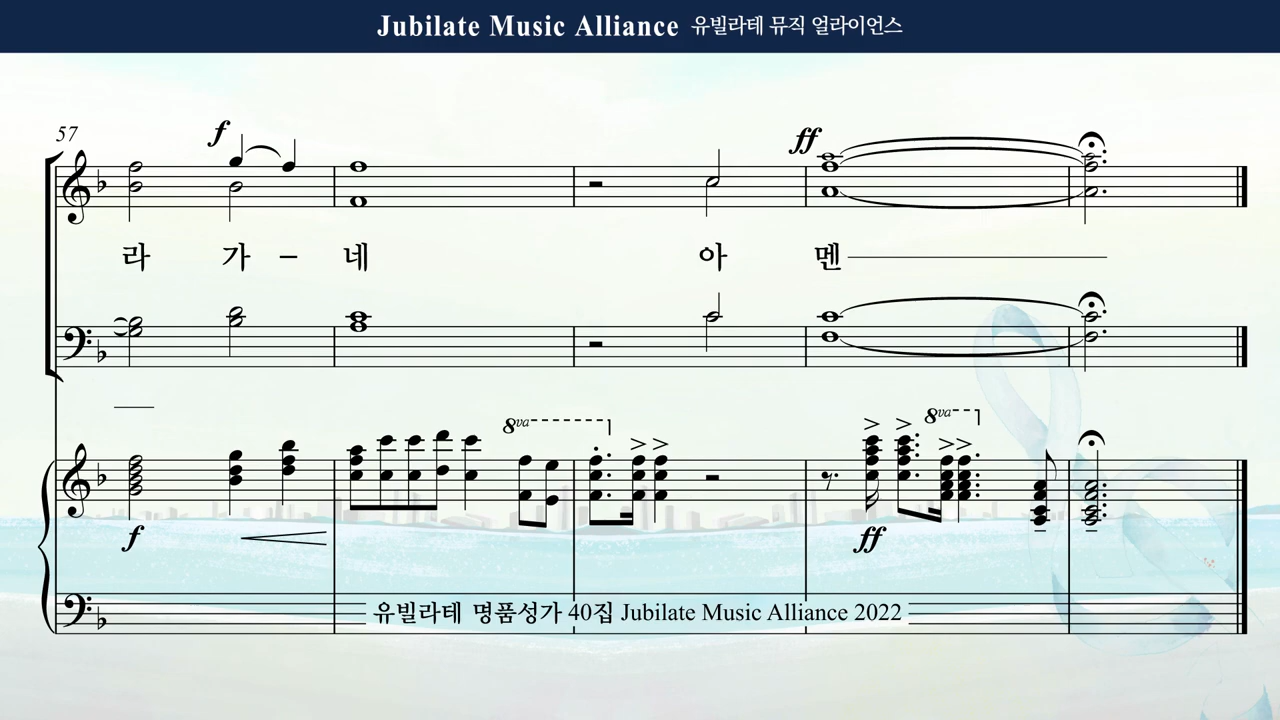 Jubilate Music Alliance 유빌라테 뮤직 얼라이언스
57
f
ff
라 가 – 네 아 멘
8va
8va
f
ff
유빌라테 명품성가 40집 Jubilate Music Alliance 2022